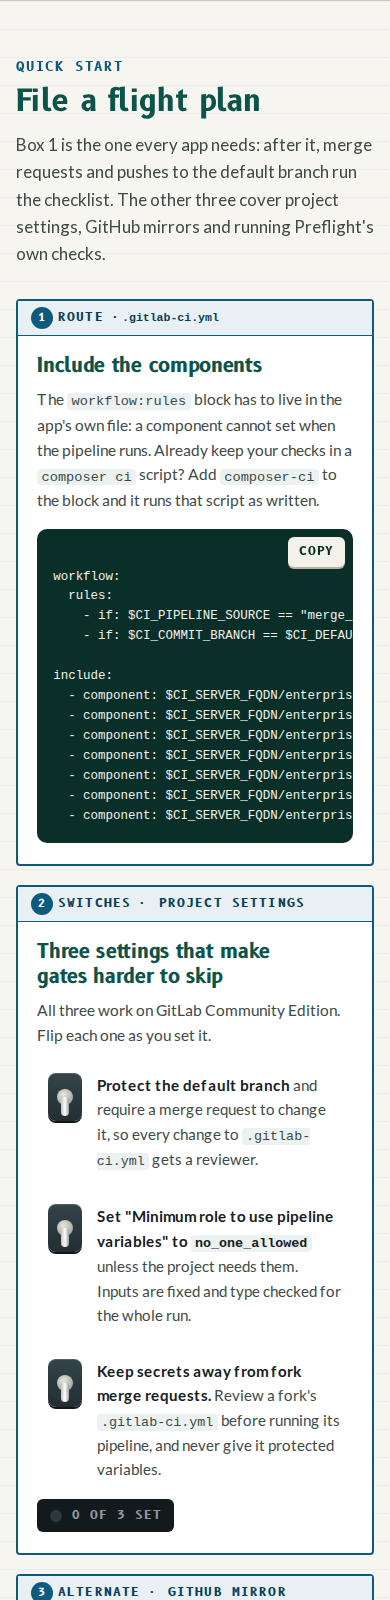 QUICK START
File a flight plan
Box 1 is the one every app needs: after it, merge
requests and pushes to the default branch run
the checklist. The other three cover project
settings, GitHub mirrors and running Preflight's
own checks.
1 ROUTE · .gitlab-ci.yml
Include the components
The workflow:rules block has to live in the
app's own file: a component cannot set when
the pipeline runs. Already keep your checks in a
composer ci script? Add composer-ci to
the block and it runs that script as written.
COPY
workflow:
rules:
- if: $CI_PIPELINE_SOURCE == "merge_
- if: $CI_COMMIT_BRANCH == $CI_DEFAU
include:
- component: $CI_SERVER_FQDN/enterpris
- component: $CI_SERVER_FQDN/enterpris
- component: $CI_SERVER_FQDN/enterpris
- component: $CI_SERVER_FQDN/enterpris
- component: $CI_SERVER_FQDN/enterpris
- component: $CI_SERVER_FQDN/enterpris
- component: $CI_SERVER_FQDN/enterpris
2 SWITCHES · PROJECT SETTINGS
Three settings that make
gates harder to skip
All three work on GitLab Community Edition.
Flip each one as you set it.
Protect the default branch and
require a merge request to change
it, so every change to .gitlab-
ci.yml gets a reviewer.
Set "Minimum role to use pipeline
variables" to no_one_allowed
unless the project needs them.
Inputs are fixed and type checked for
the whole run.
Keep secrets away from fork
merge requests. Review a fork's
.gitlab-ci.yml before running its
pipeline, and never give it protected
variables.
0 OF 3 SET
3 ALTERNATE · GITHUB MIRROR